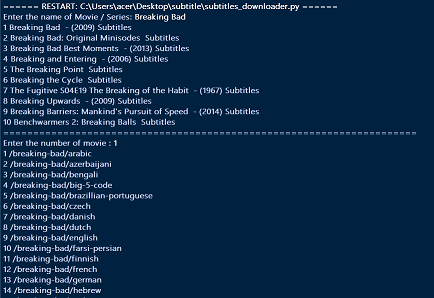 ====== RESTART: C:\Users\acer\Desktop\subtitle\subtitles_downloader.py ======
Enter the name of Movie / Series: Breaking Bad
1 Breaking Bad - (2009) Subtitles
2 Breaking Bad: Original Minisodes Subtitles
3 Breaking Bad Best Moments - (2013) Subtitles
4 Breaking and Entering - (2006) Subtitles
5 The Breaking Point Subtitles
6 Breaking the Cycle Subtitles
7 The Fugitive S04E19 The Breaking of the Habit - (1967) Subtitles
8 Breaking Upwards - (2009) Subtitles
9 Breaking Barriers: Mankind's Pursuit of Speed - (2014) Subtitles
10 Benchwarmers 2: Breaking Balls Subtitles
======================================================================
Enter the number of movie : 1
1 /breaking-bad/arabic
2 /breaking-bad/azerbaijani
3 /breaking-bad/bengali
4 /breaking-bad/big-5-code
5 /breaking-bad/brazillian-portuguese
6 /breaking-bad/czech
7 /breaking-bad/danish
8 /breaking-bad/dutch
9 /breaking-bad/english
10 /breaking-bad/farsi-persian
11 /breaking-bad/finnish
12 /breaking-bad/french
13 /breaking-bad/german
14 /breaking-bad/hebrew